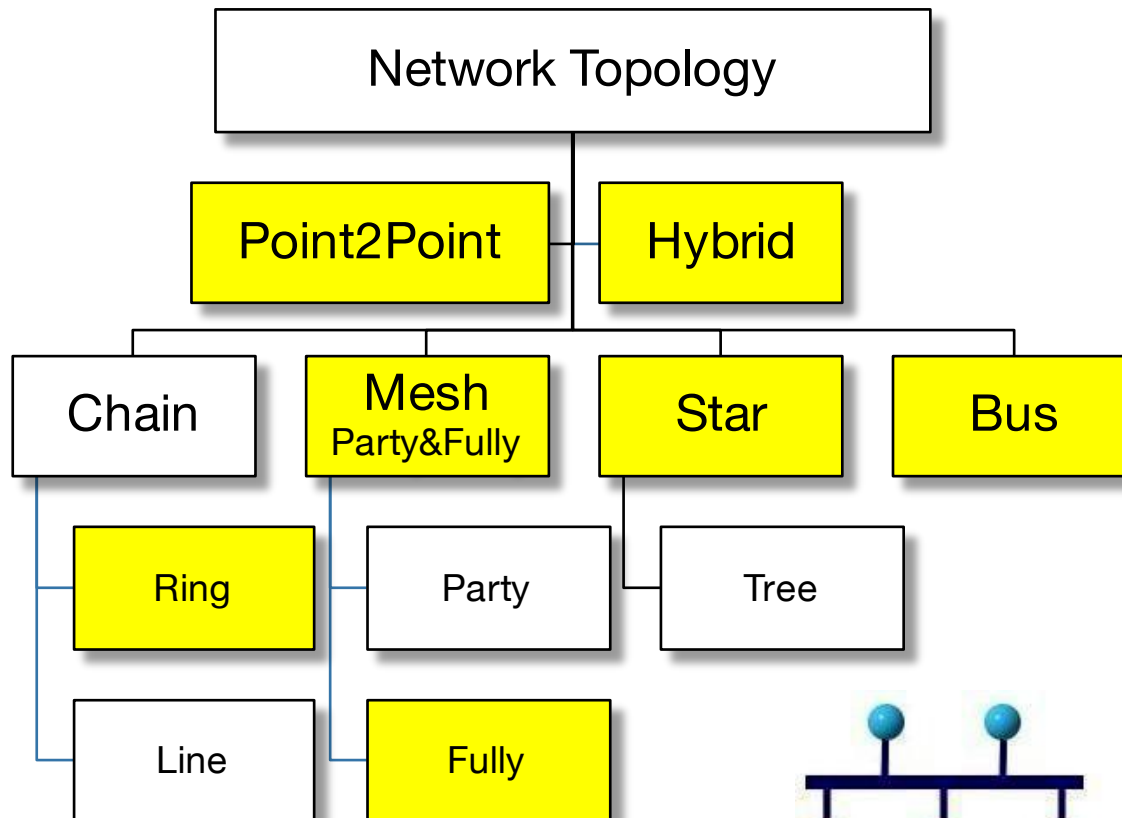 Network Topology
Point2Point
Hybrid
Chain
Mesh
Party&Fully
Star
Bus
Ring
Party
Tree
Line
Fully